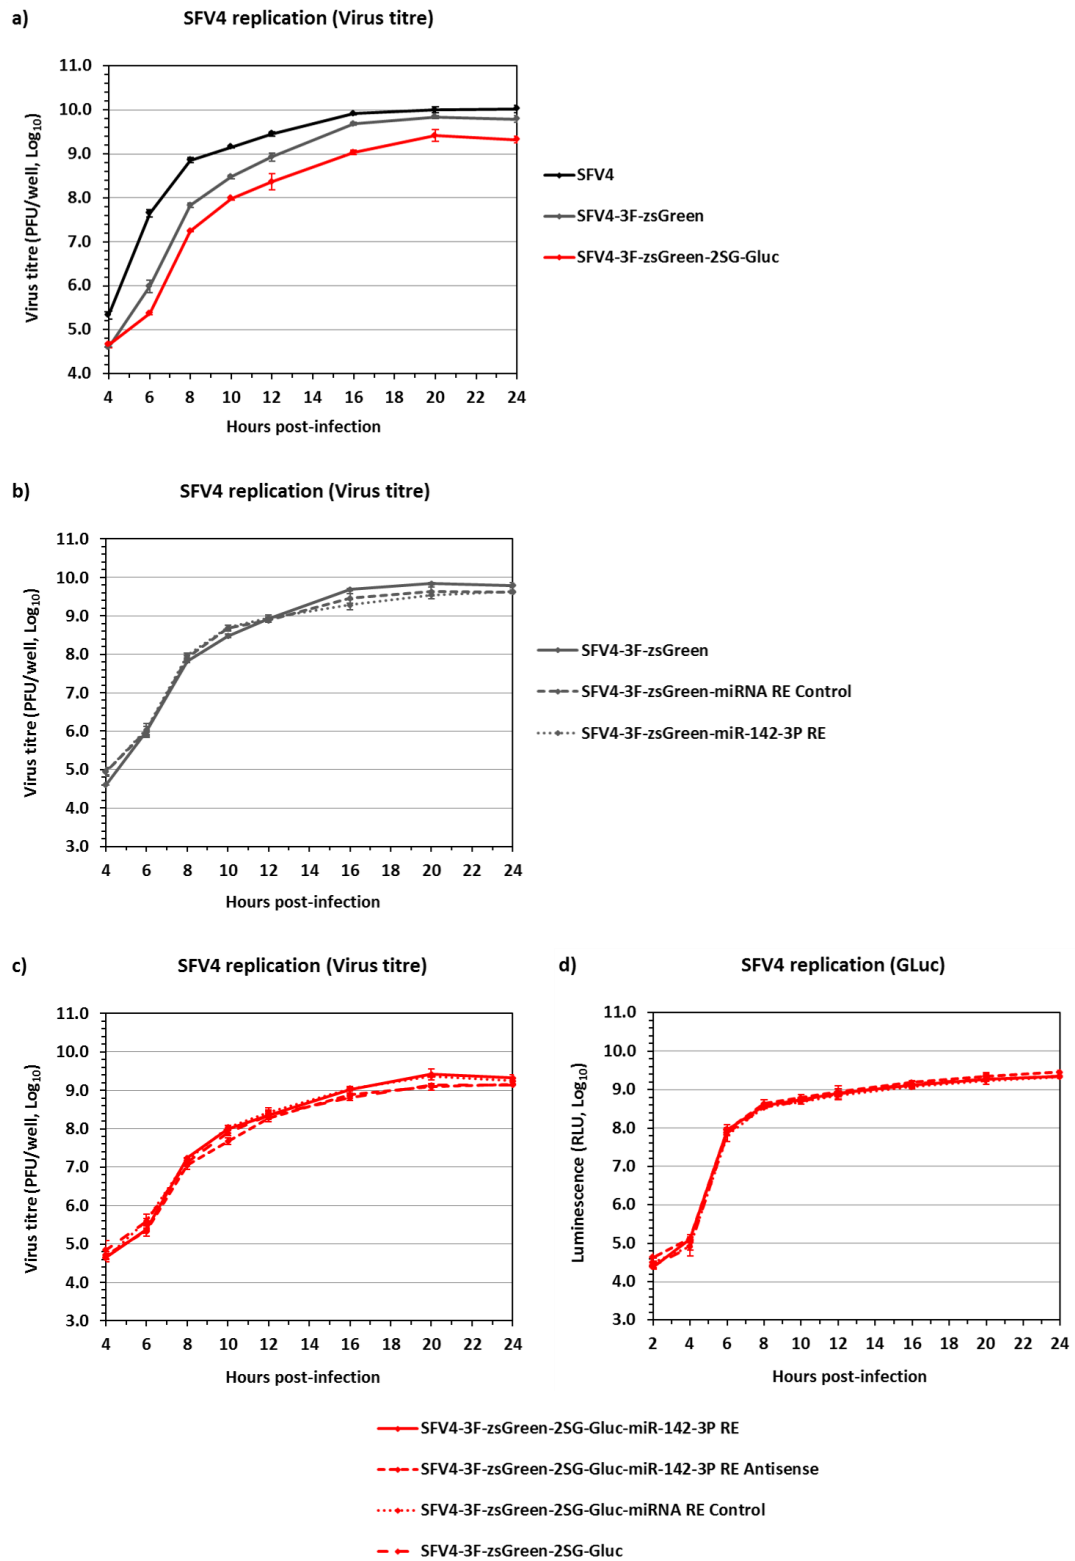 a)
SFV4 replication (Virus titre)
11.0
10.0
9.0
8.0
7.0
6.0
5.0
4.0
Virus titre (PFU/well, Log10)
4 6 8 10 12 14 16 18 20 22 24
Hours post-infection
SFV4
SFV4-3F-zsGreen
SFV4-3F-zsGreen-2SG-Gluc
b)
SFV4 replication (Virus titre)
11.0
10.0
9.0
8.0
7.0
6.0
5.0
4.0
3.0
Virus titre (PFU/well, Log10)
4 6 8 10 12 14 16 18 20 22 24
Hours post-infection
SFV4-3F-zsGreen
SFV4-3F-zsGreen-miRNA RE Control
SFV4-3F-zsGreen-miR-142-3P RE
c)
SFV4 replication (Virus titre)
11.0
10.0
9.0
8.0
7.0
6.0
5.0
4.0
3.0
Virus titre (PFU/well, Log10)
4 6 8 10 12 14 16 18 20 22 24
Hours post-infection
d)
SFV4 replication (GLuc)
11.0
10.0
9.0
8.0
7.0
6.0
5.0
4.0
3.0
Luminescence (RLU, Log10)
2 4 6 8 10 12 14 16 18 20 22 24
Hours post-infection
SFV4-3F-zsGreen-2SG-Gluc-miR-142-3P RE
SFV4-3F-zsGreen-2SG-Gluc-miR-142-3P RE Antisense
SFV4-3F-zsGreen-2SG-Gluc-miRNA RE Control
SFV4-3F-zsGreen-2SG-Gluc